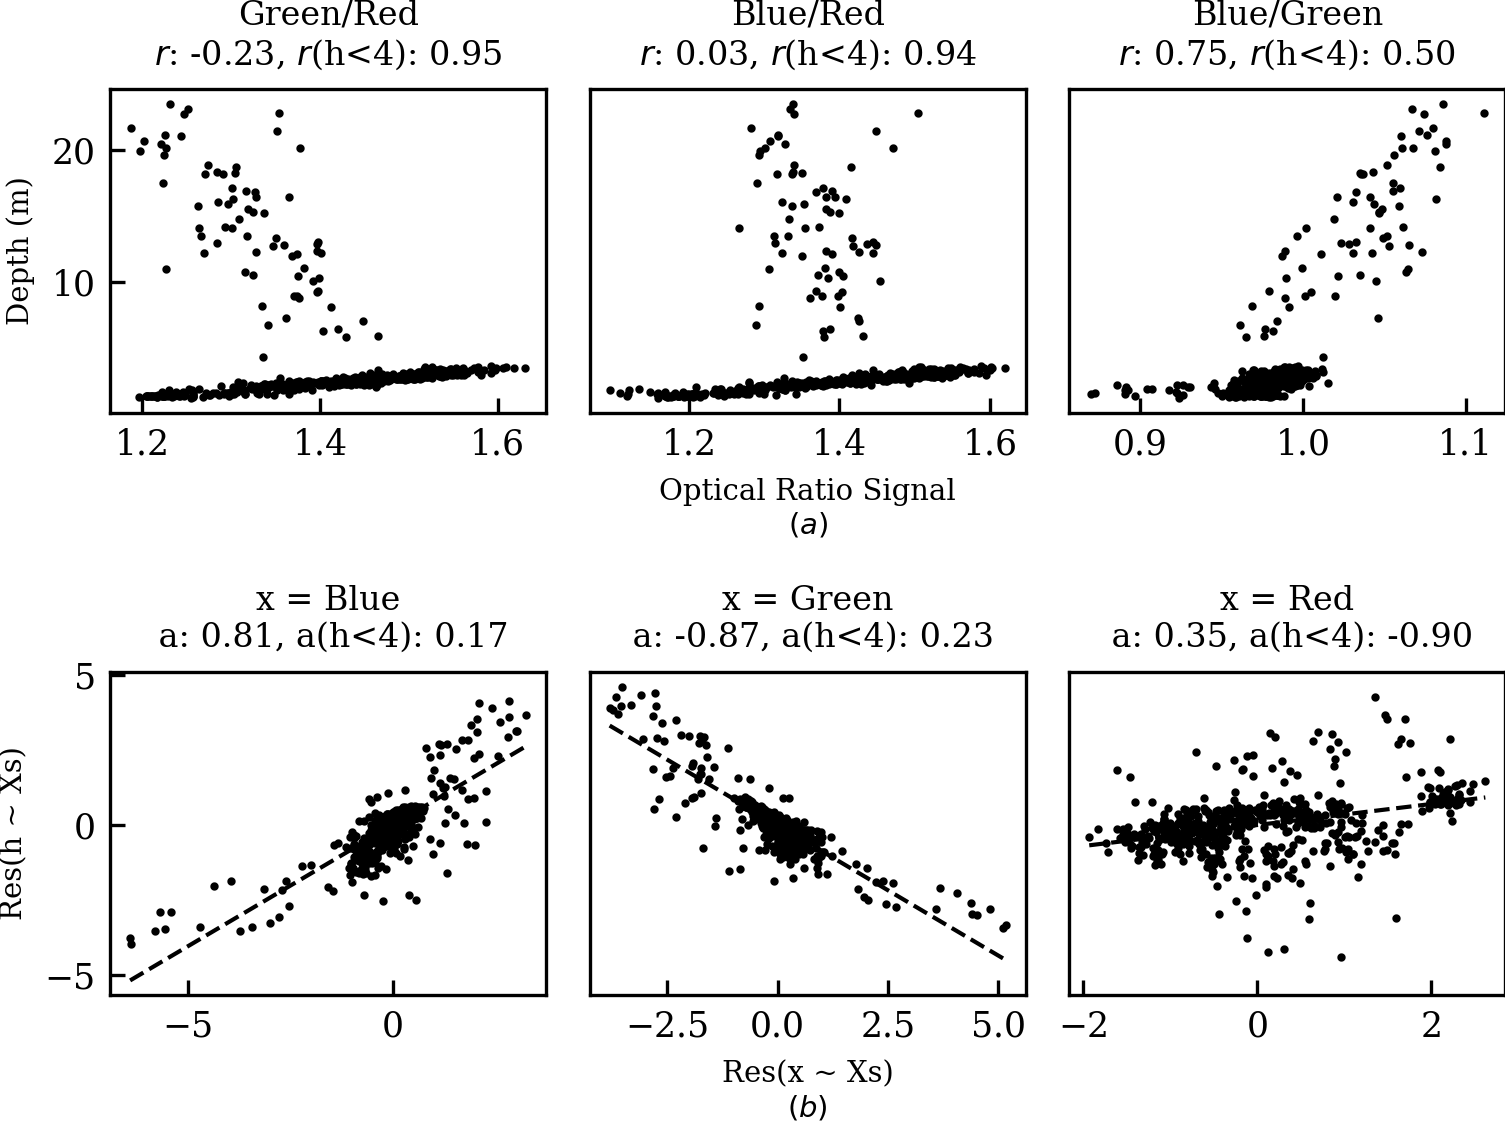 Green/Red
r: -0.23, r(h<4): 0.95
Blue/Red
r: 0.03, r(h<4): 0.94
Blue/Green
r: 0.75, r(h<4): 0.50
Depth (m)
20
10
1.2 1.4 1.6
1.2 1.4 1.6
0.9 1.0 1.1
Optical Ratio Signal
(a)
x = Blue
a: 0.81, a(h<4): 0.17
x = Green
a: -0.87, a(h<4): 0.23
x = Red
a: 0.35, a(h<4): -0.90
Res(h ~ Xs)
5
0
−5
−5 0
−2.5 0.0 2.5 5.0
−2 0 2
Res(x ~ Xs)
(b)